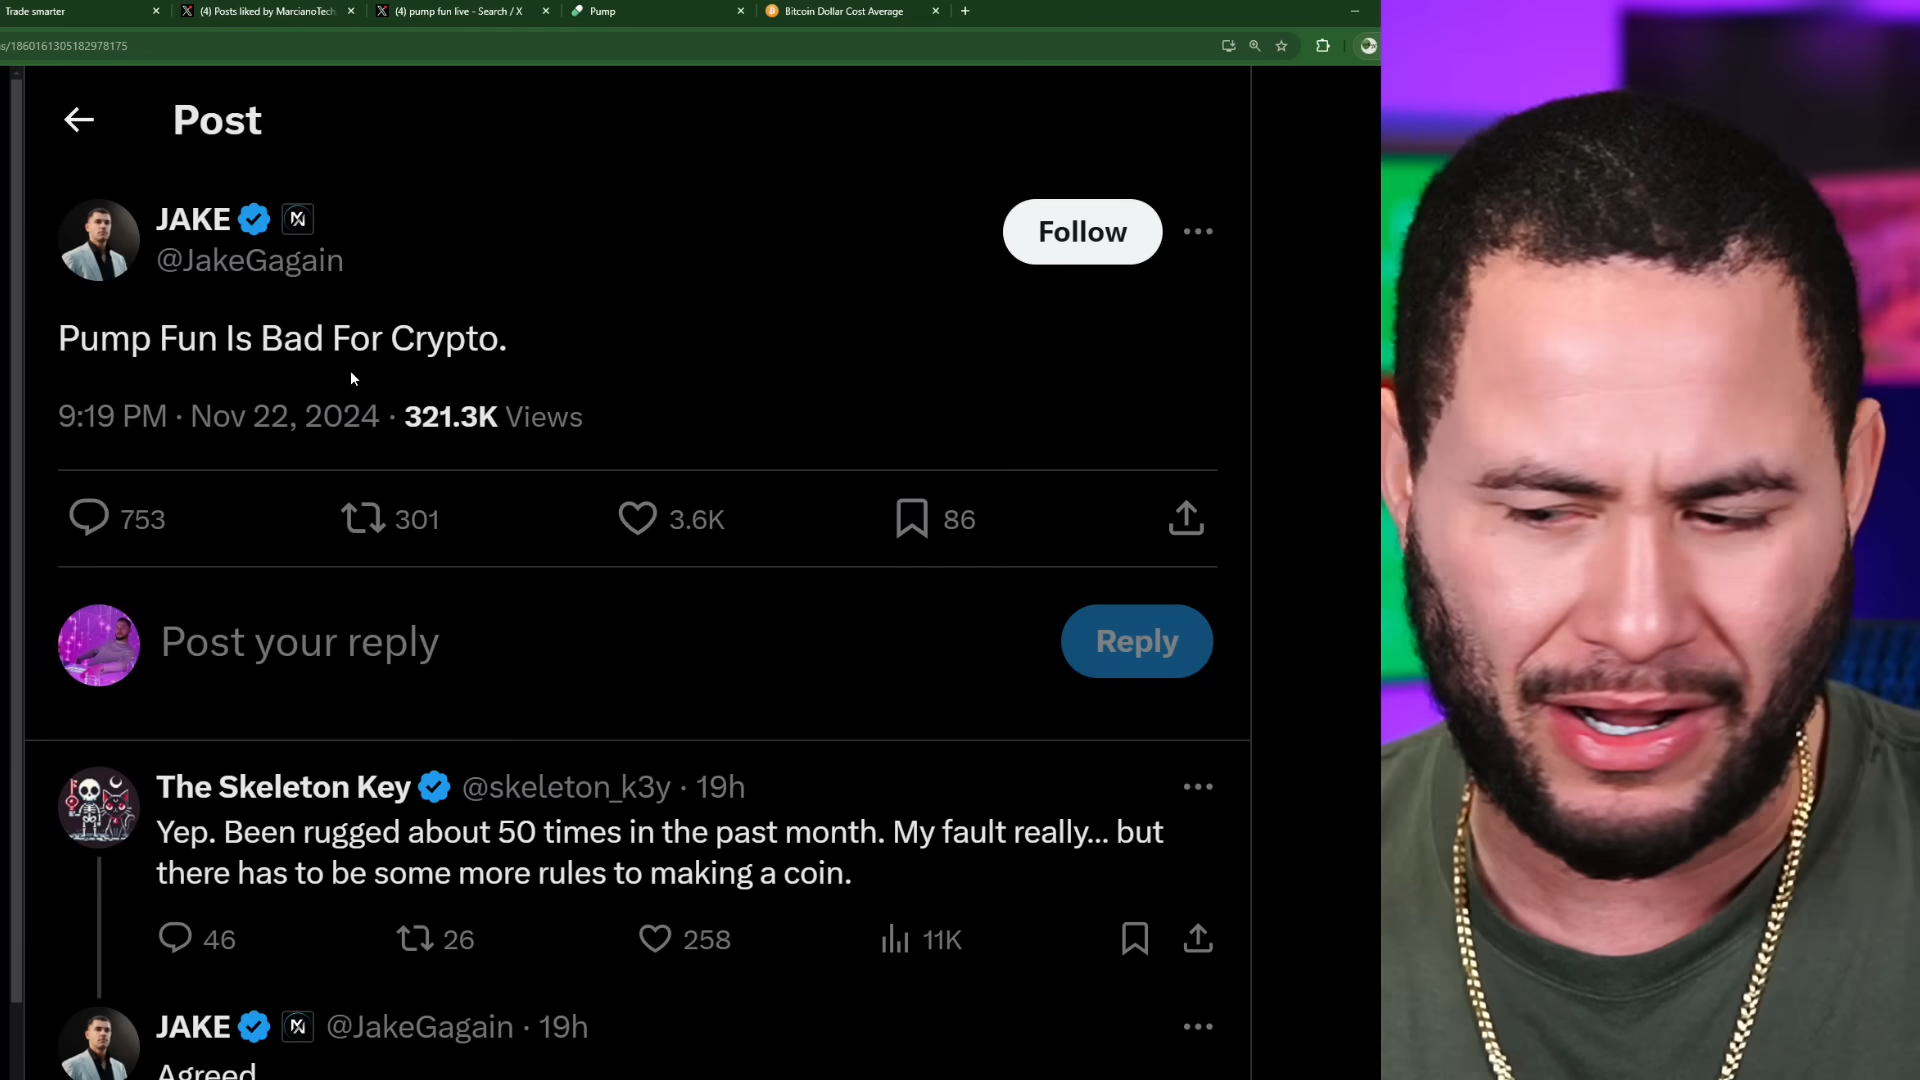 Trade smarter
(4) Posts liked by MarcianoTech
(4) pump fun live - Search / X
Pump
Bitcoin Dollar Cost Average
s/1860161305182978175
Post
JAKE
@JakeGagain
Follow
Pump Fun Is Bad For Crypto.
9:19 PM · Nov 22, 2024 · 321.3K Views
753
301
3.6K
86
Post your reply
Reply
The Skeleton Key @skeleton_k3y · 19h
Yep. Been rugged about 50 times in the past month. My fault really... but
there has to be some more rules to making a coin.
46
26
258
11K
JAKE @JakeGagain · 19h
Agreed